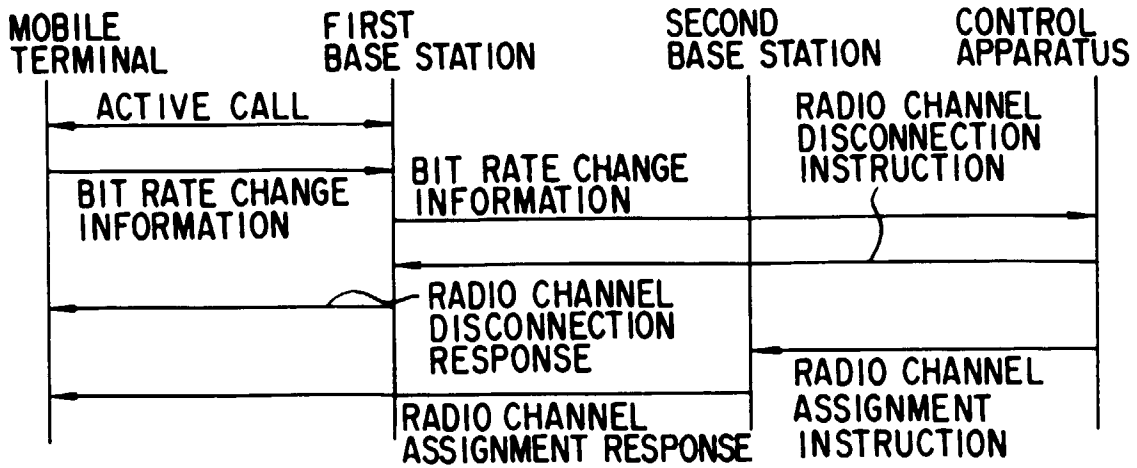 MOBILE
TERMINAL
FIRST
BASE STATION
SECOND
BASE STATION
CONTROL
APPARATUS
ACTIVE CALL
BIT RATE CHANGE
INFORMATION
BIT RATE CHANGE
INFORMATION
RADIO CHANNEL
DISCONNECTION
INSTRUCTION
RADIO CHANNEL
DISCONNECTION
RESPONSE
RADIO CHANNEL
ASSIGNMENT
INSTRUCTION
RADIO CHANNEL
ASSIGNMENT RESPONSE